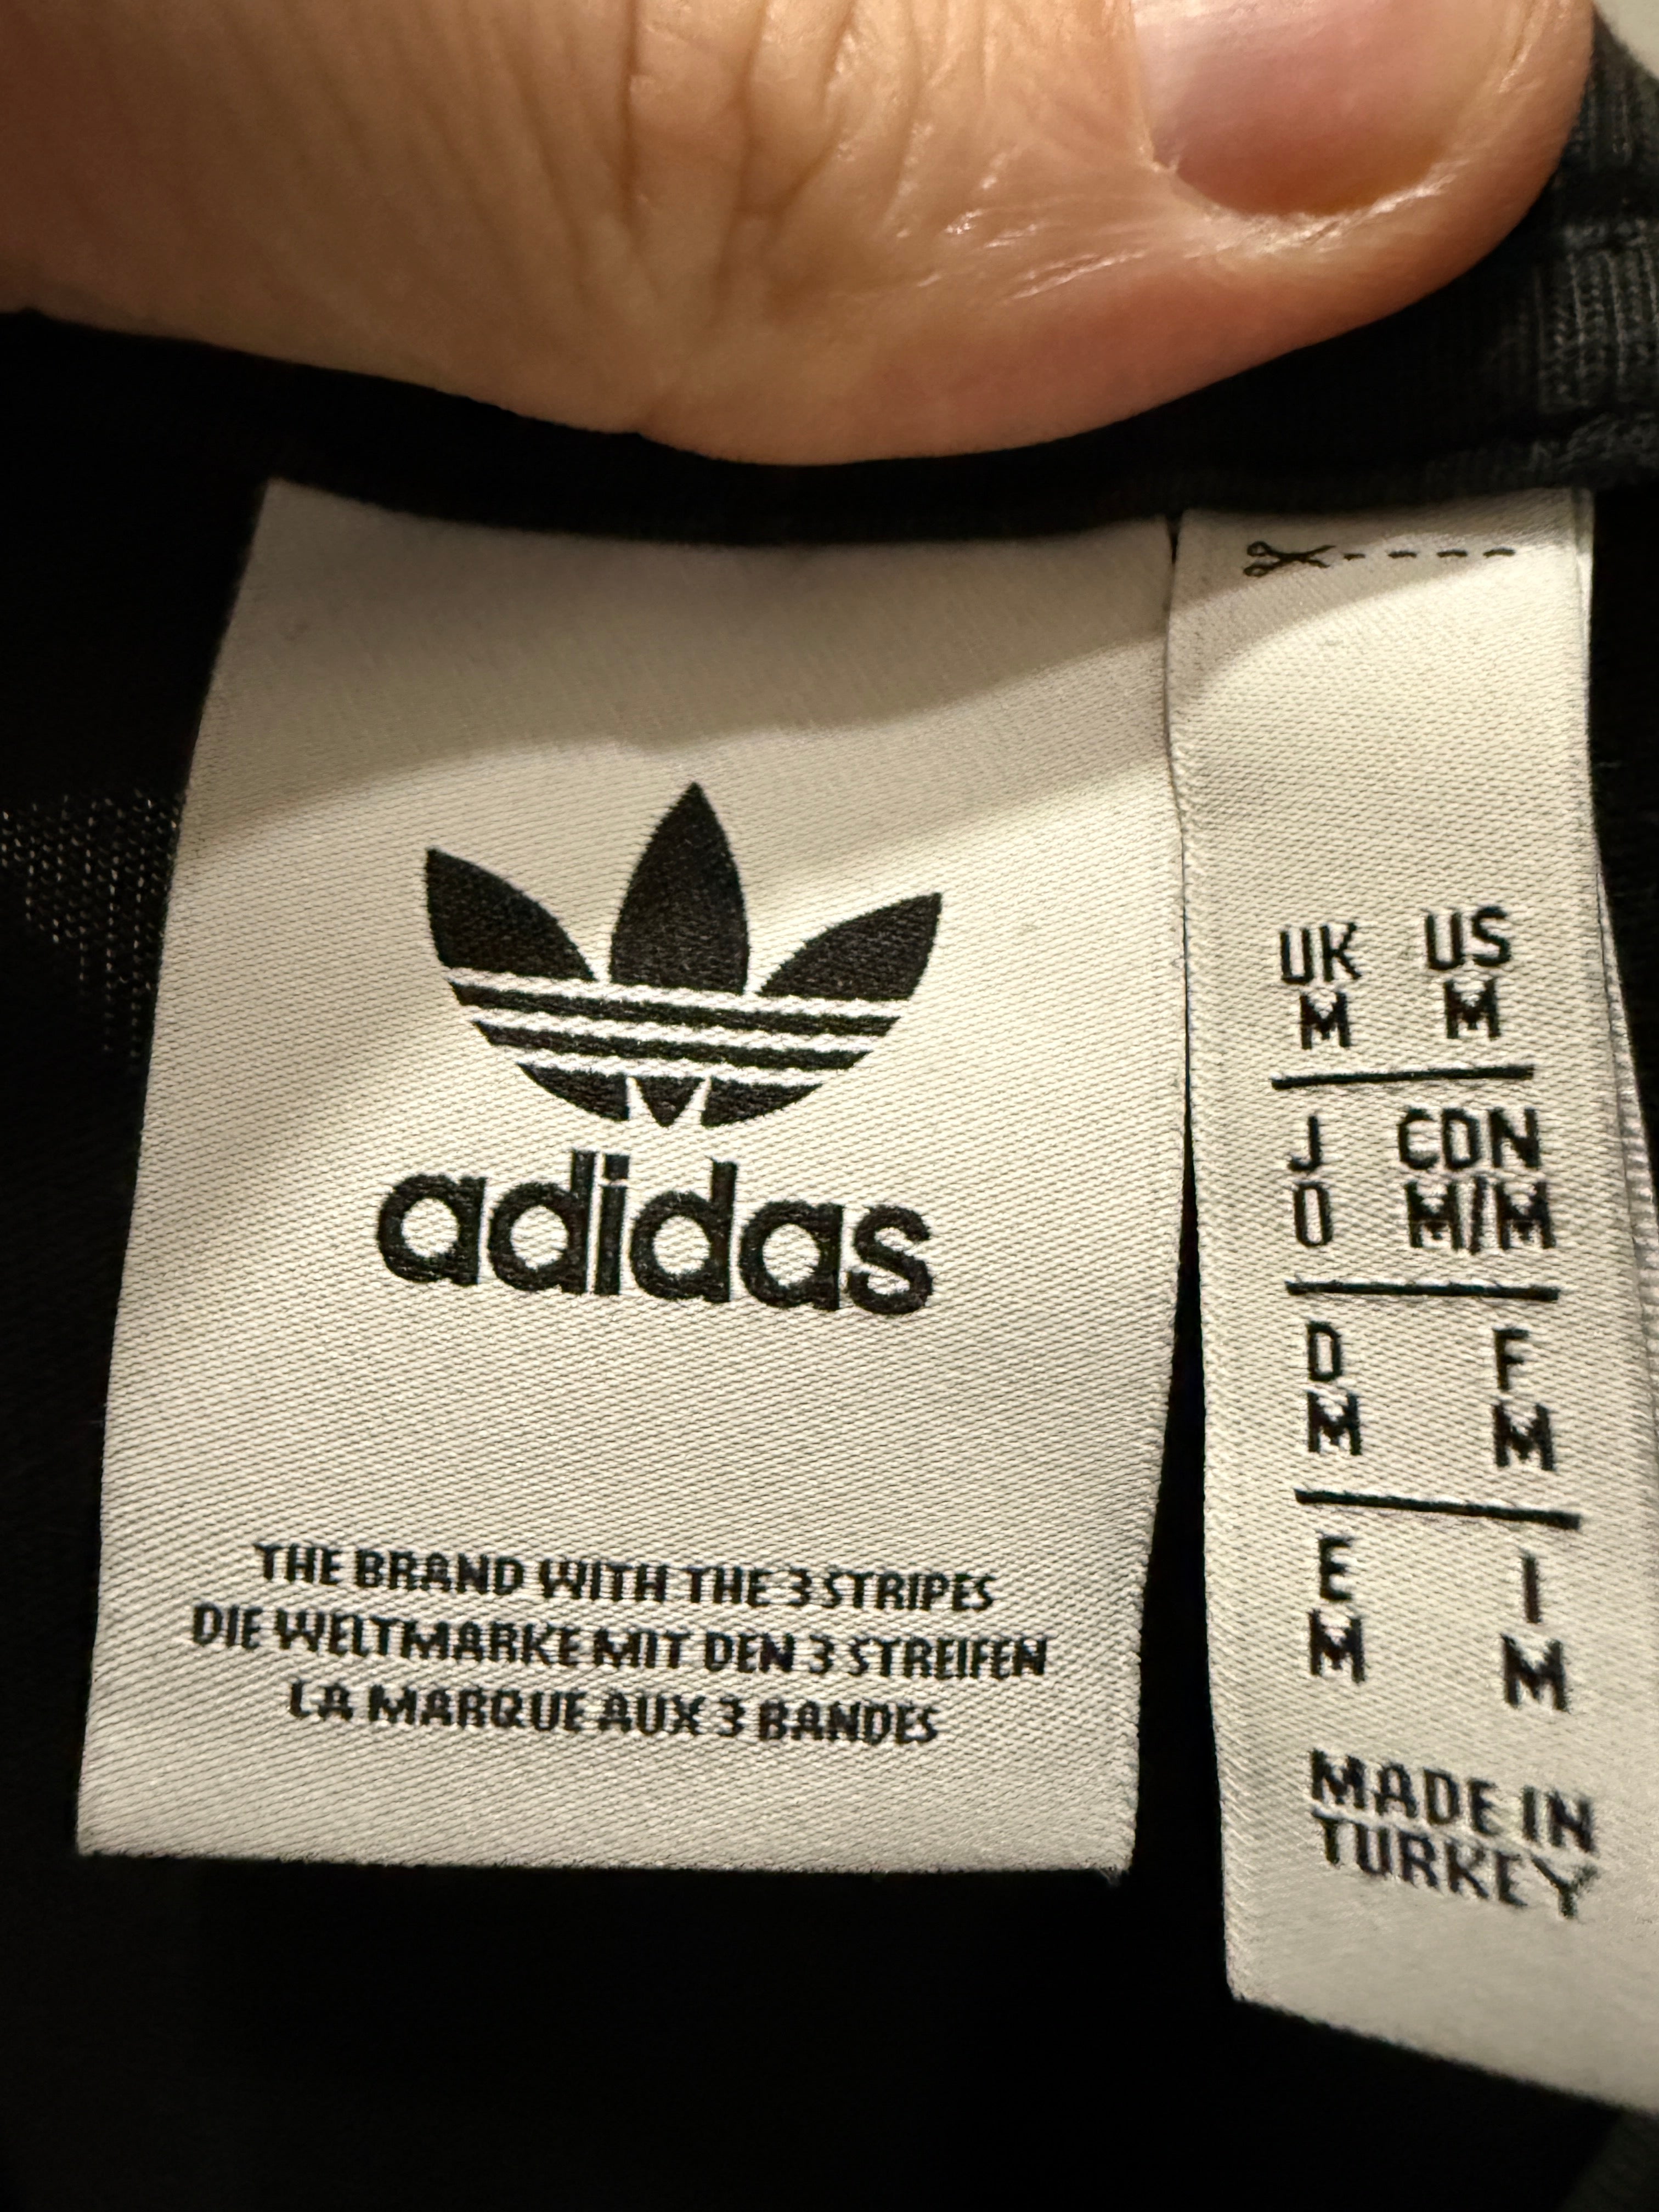 adidas
THE BRAND WITH THE 3 STRIPES
DIE WELTMARKE MIT DEN 3 STREIFEN
LA MARQUE AUX 3 BANDES
UK US
M M
J CDN
O M/M
D F
M M
E I
M M
MADE IN
TURKEY